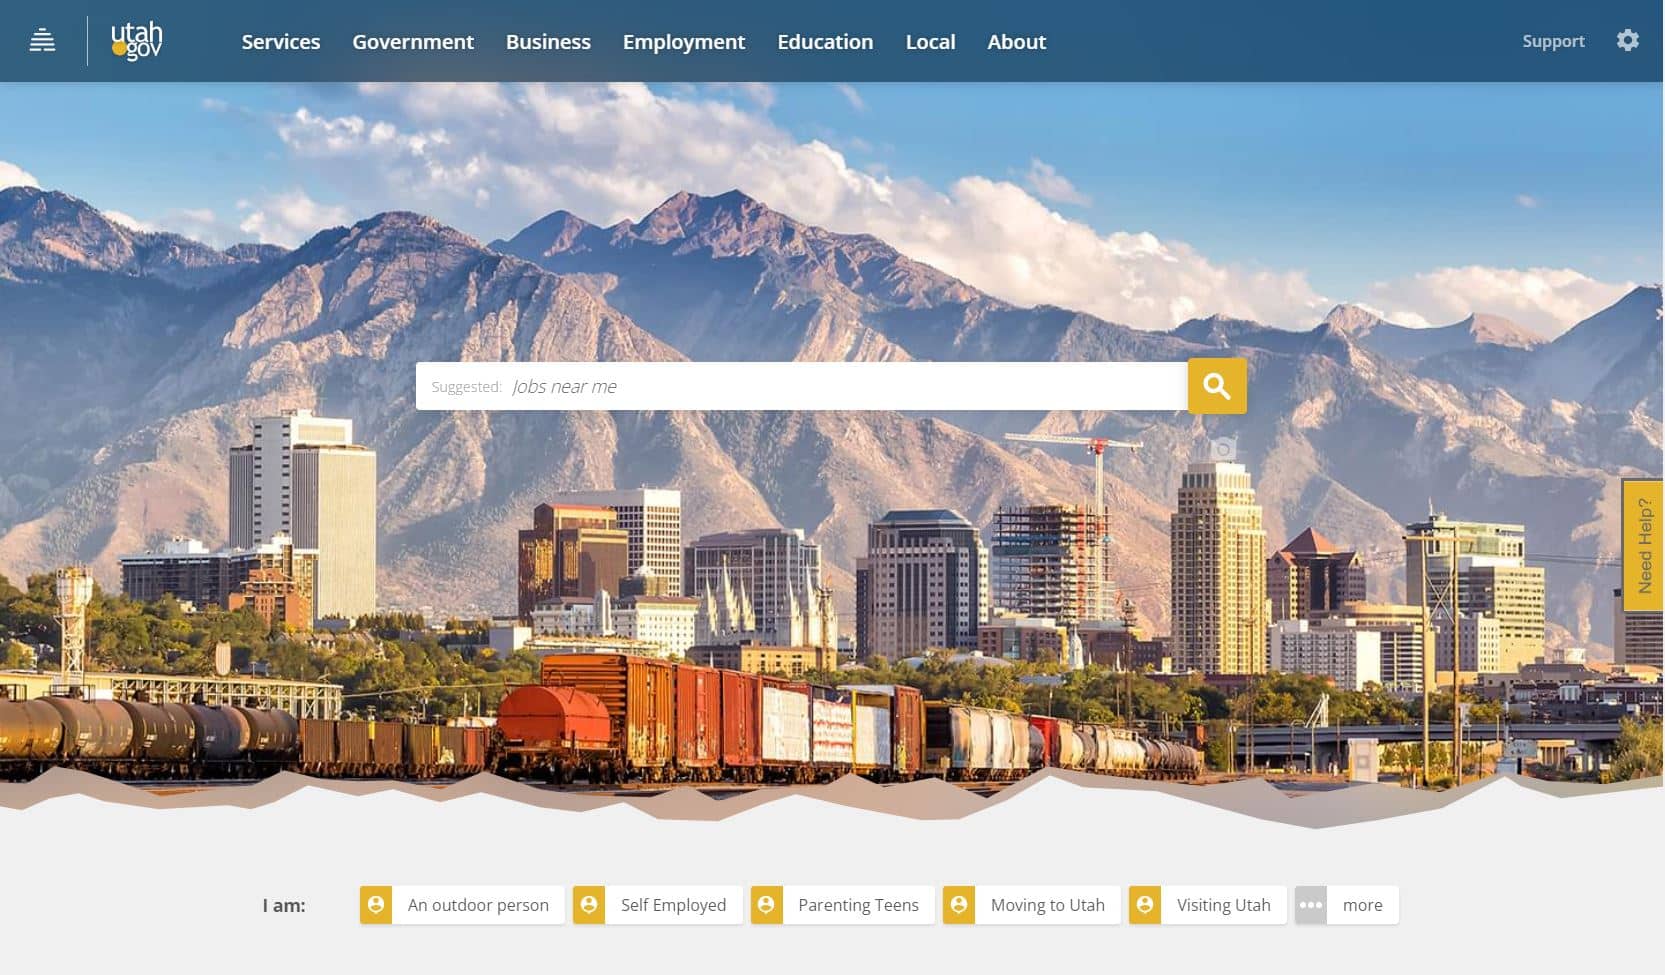 utah.gov
Services Government Business Employment Education Local About Support
Suggested: Jobs near me
Need Help?
I am: An outdoor person Self Employed Parenting Teens Moving to Utah Visiting Utah more